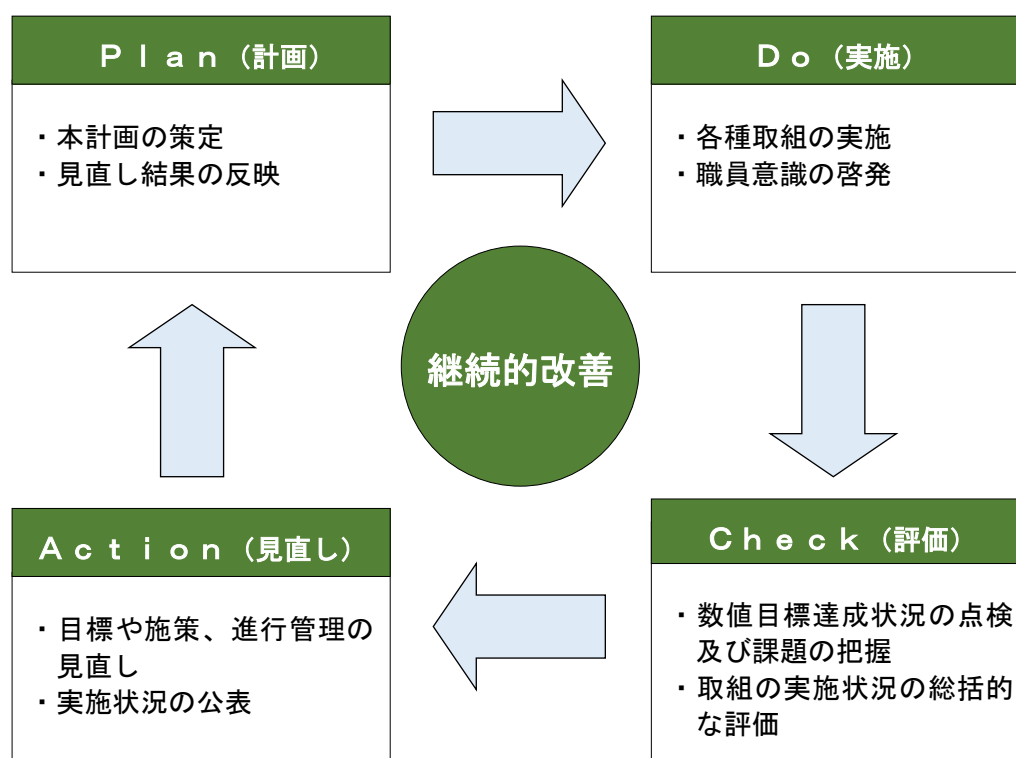 Ｐｌａｎ（計画）
・本計画の策定
・見直し結果の反映
Ｄｏ（実施）
・各種取組の実施
・職員意識の啓発
継続的改善
Ａｃｔｉｏｎ（見直し）
・目標や施策、進行管理の
見直し
・実施状況の公表
Ｃｈｅｃｋ（評価）
・数値目標達成状況の点検
及び課題の把握
・取組の実施状況の総括的
な評価